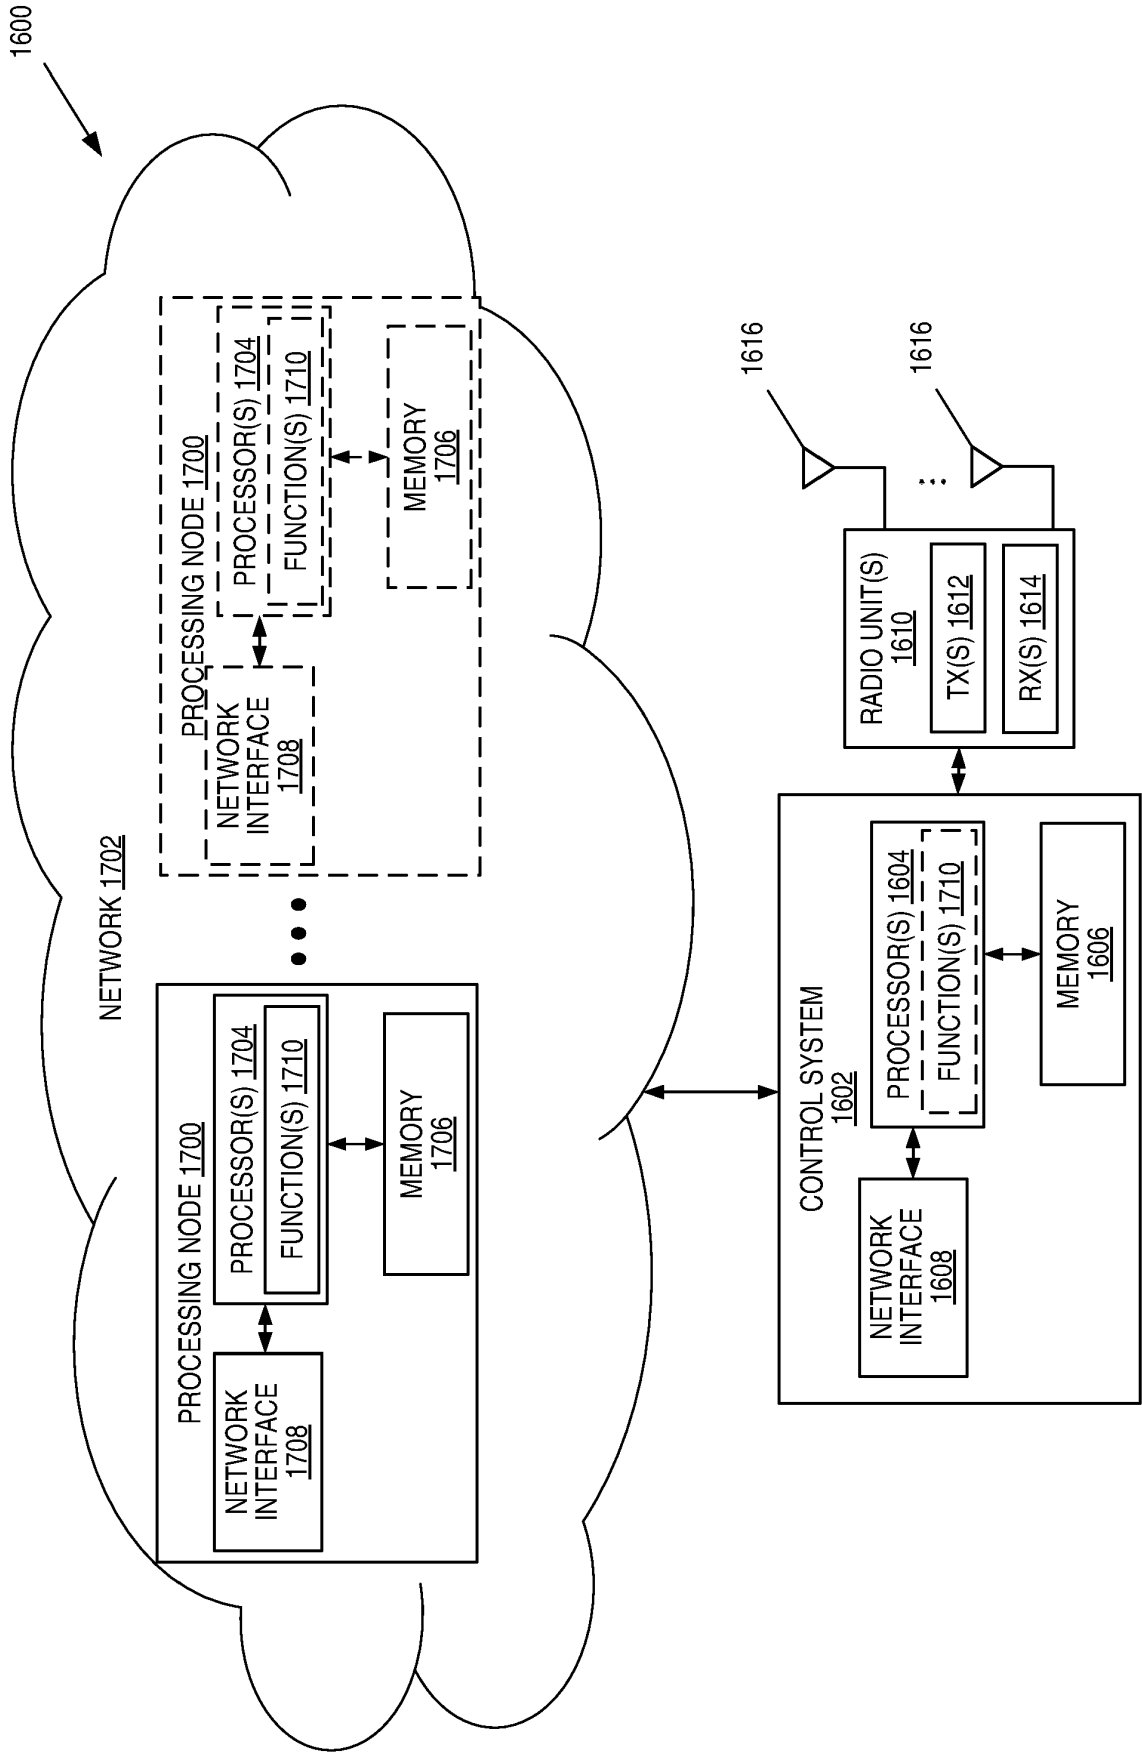 1600
NETWORK 1702
PROCESSING NODE 1700
NETWORK
INTERFACE
1708
PROCESSOR(S) 1704
FUNCTION(S) 1710
MEMORY
1706
PROCESSING NODE 1700
NETWORK
INTERFACE
1708
PROCESSOR(S) 1704
FUNCTION(S) 1710
MEMORY
1706
CONTROL SYSTEM
1602
NETWORK
INTERFACE
1608
PROCESSOR(S) 1604
FUNCTION(S) 1710
MEMORY
1606
RADIO UNIT(S)
1610
TX(S) 1612
RX(S) 1614
1616
1616